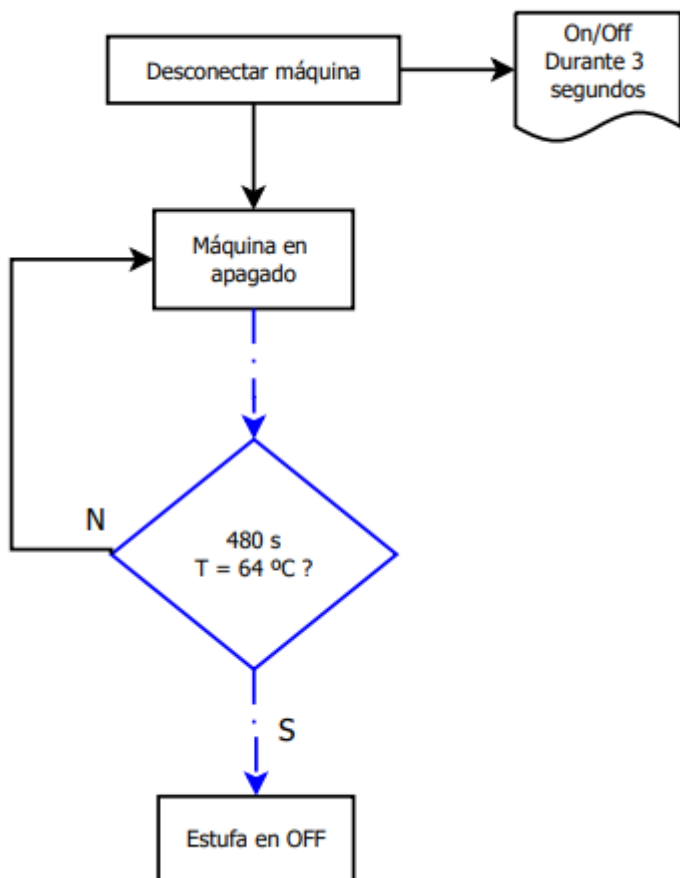 Desconectar máquina
On/Off
Durante 3
segundos
Máquina en
apagado
480 s
T = 64 ºC ?
N
S
Estufa en OFF